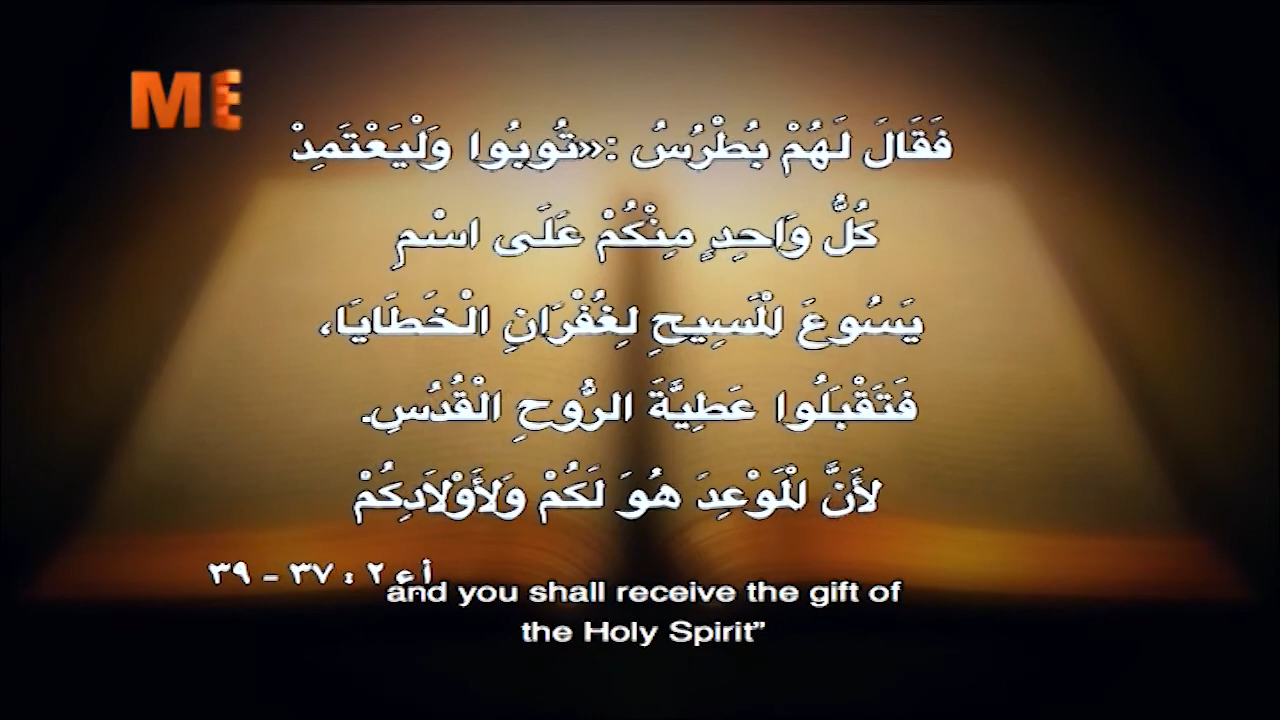 ME
فَقَالَ لَهُمْ بُطْرُسُ :«تُوبُوا وَلْيَعْتَمِدْ
كُلُّ وَاحِدٍ مِنْكُمْ عَلَى اسْمِ
يَسُوعَ الْمَسِيحِ لِغُفْرَانِ الْخَطَايَا،
فَتَقْبَلُوا عَطِيَّةَ الرُّوحِ الْقُدُسِ.
لأَنَّ الْمَوْعِدَ هُوَ لَكُمْ وَلأَوْلاَدِكُمْ
أع ٢ : ٣٧ - ٣٩
and you shall receive the gift of
the Holy Spirit”